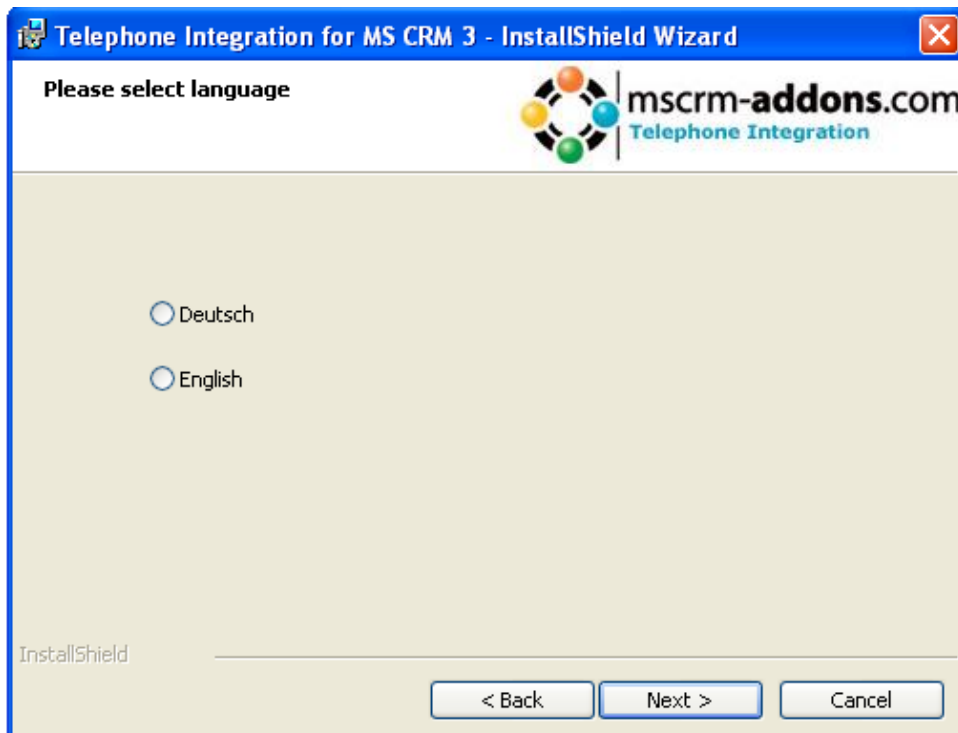 Telephone Integration for MS CRM 3 - InstallShield Wizard
Please select language
mscrm-addons.com
Telephone Integration
Deutsch
English
InstallShield
< Back
Next >
Cancel